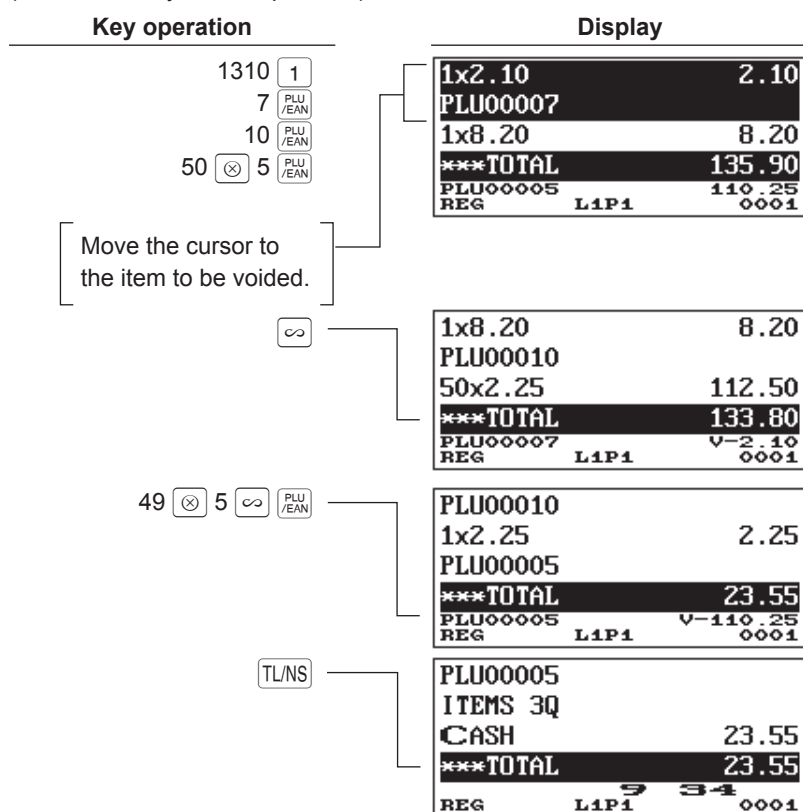 Key operation
Display
1310 1
7 PLU/EAN
10 PLU/EAN
50 ⊗ 5 PLU/EAN
1x2.10 2.10
PLU00007
1x8.20 8.20
***TOTAL 135.90
PLU00005 110.25
REG L1P1 0001
Move the cursor to
the item to be voided.
1x8.20 8.20
PLU00010
50x2.25 112.50
***TOTAL 133.80
PLU00007 V-2.10
REG L1P1 0001
49 ⊗ 5 PLU/EAN
PLU00010
1x2.25 2.25
PLU00005
***TOTAL 23.55
PLU00005 V-110.25
REG L1P1 0001
TL/NS
PLU00005
ITEMS 3Q
CASH 23.55
***TOTAL 23.55
9 34
REG L1P1 0001